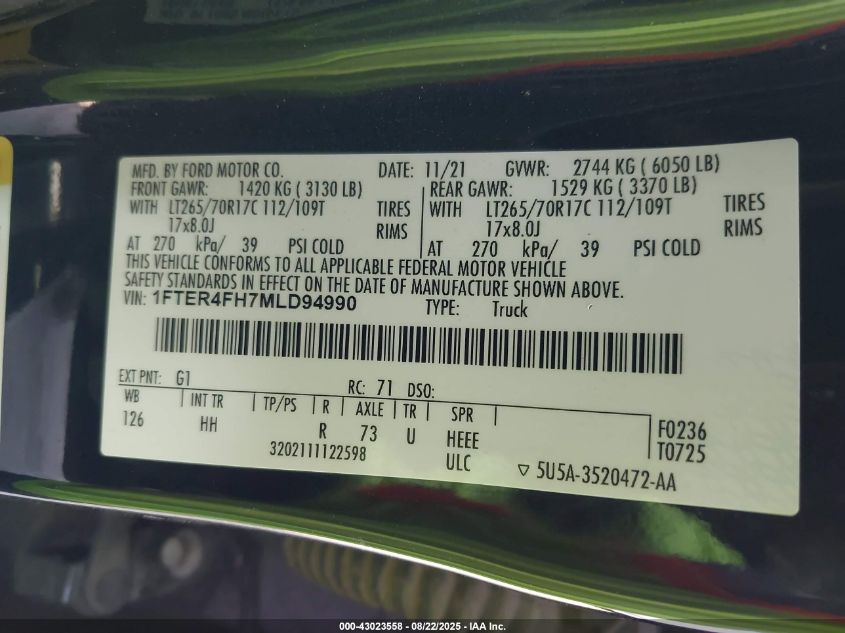 MFD. BY FORD MOTOR CO. DATE: 11/21 GVWR: 2744 KG ( 6050 LB)
FRONT GAWR: 1420 KG ( 3130 LB) REAR GAWR: 1529 KG ( 3370 LB)
WITH LT265/70R17C 112/109T TIRES WITH LT265/70R17C 112/109T TIRES
17x8.0J RIMS 17x8.0J RIMS
AT 270 kPa/ 39 PSI COLD AT 270 kPa/ 39 PSI COLD
THIS VEHICLE CONFORMS TO ALL APPLICABLE FEDERAL MOTOR VEHICLE
SAFETY STANDARDS IN EFFECT ON THE DATE OF MANUFACTURE SHOWN ABOVE.
VIN: 1FTER4FH7MLD94990 TYPE: Truck
EXT PNT: G1 RC: 71 DSO:
WB INT TR TP/PS R AXLE TR SPR
126 HH R 73 U HEEE F0236
3202111122598 ULC T0725
5U5A-3520472-AA
000-43023558 - 08/22/2025 - IAA Inc.